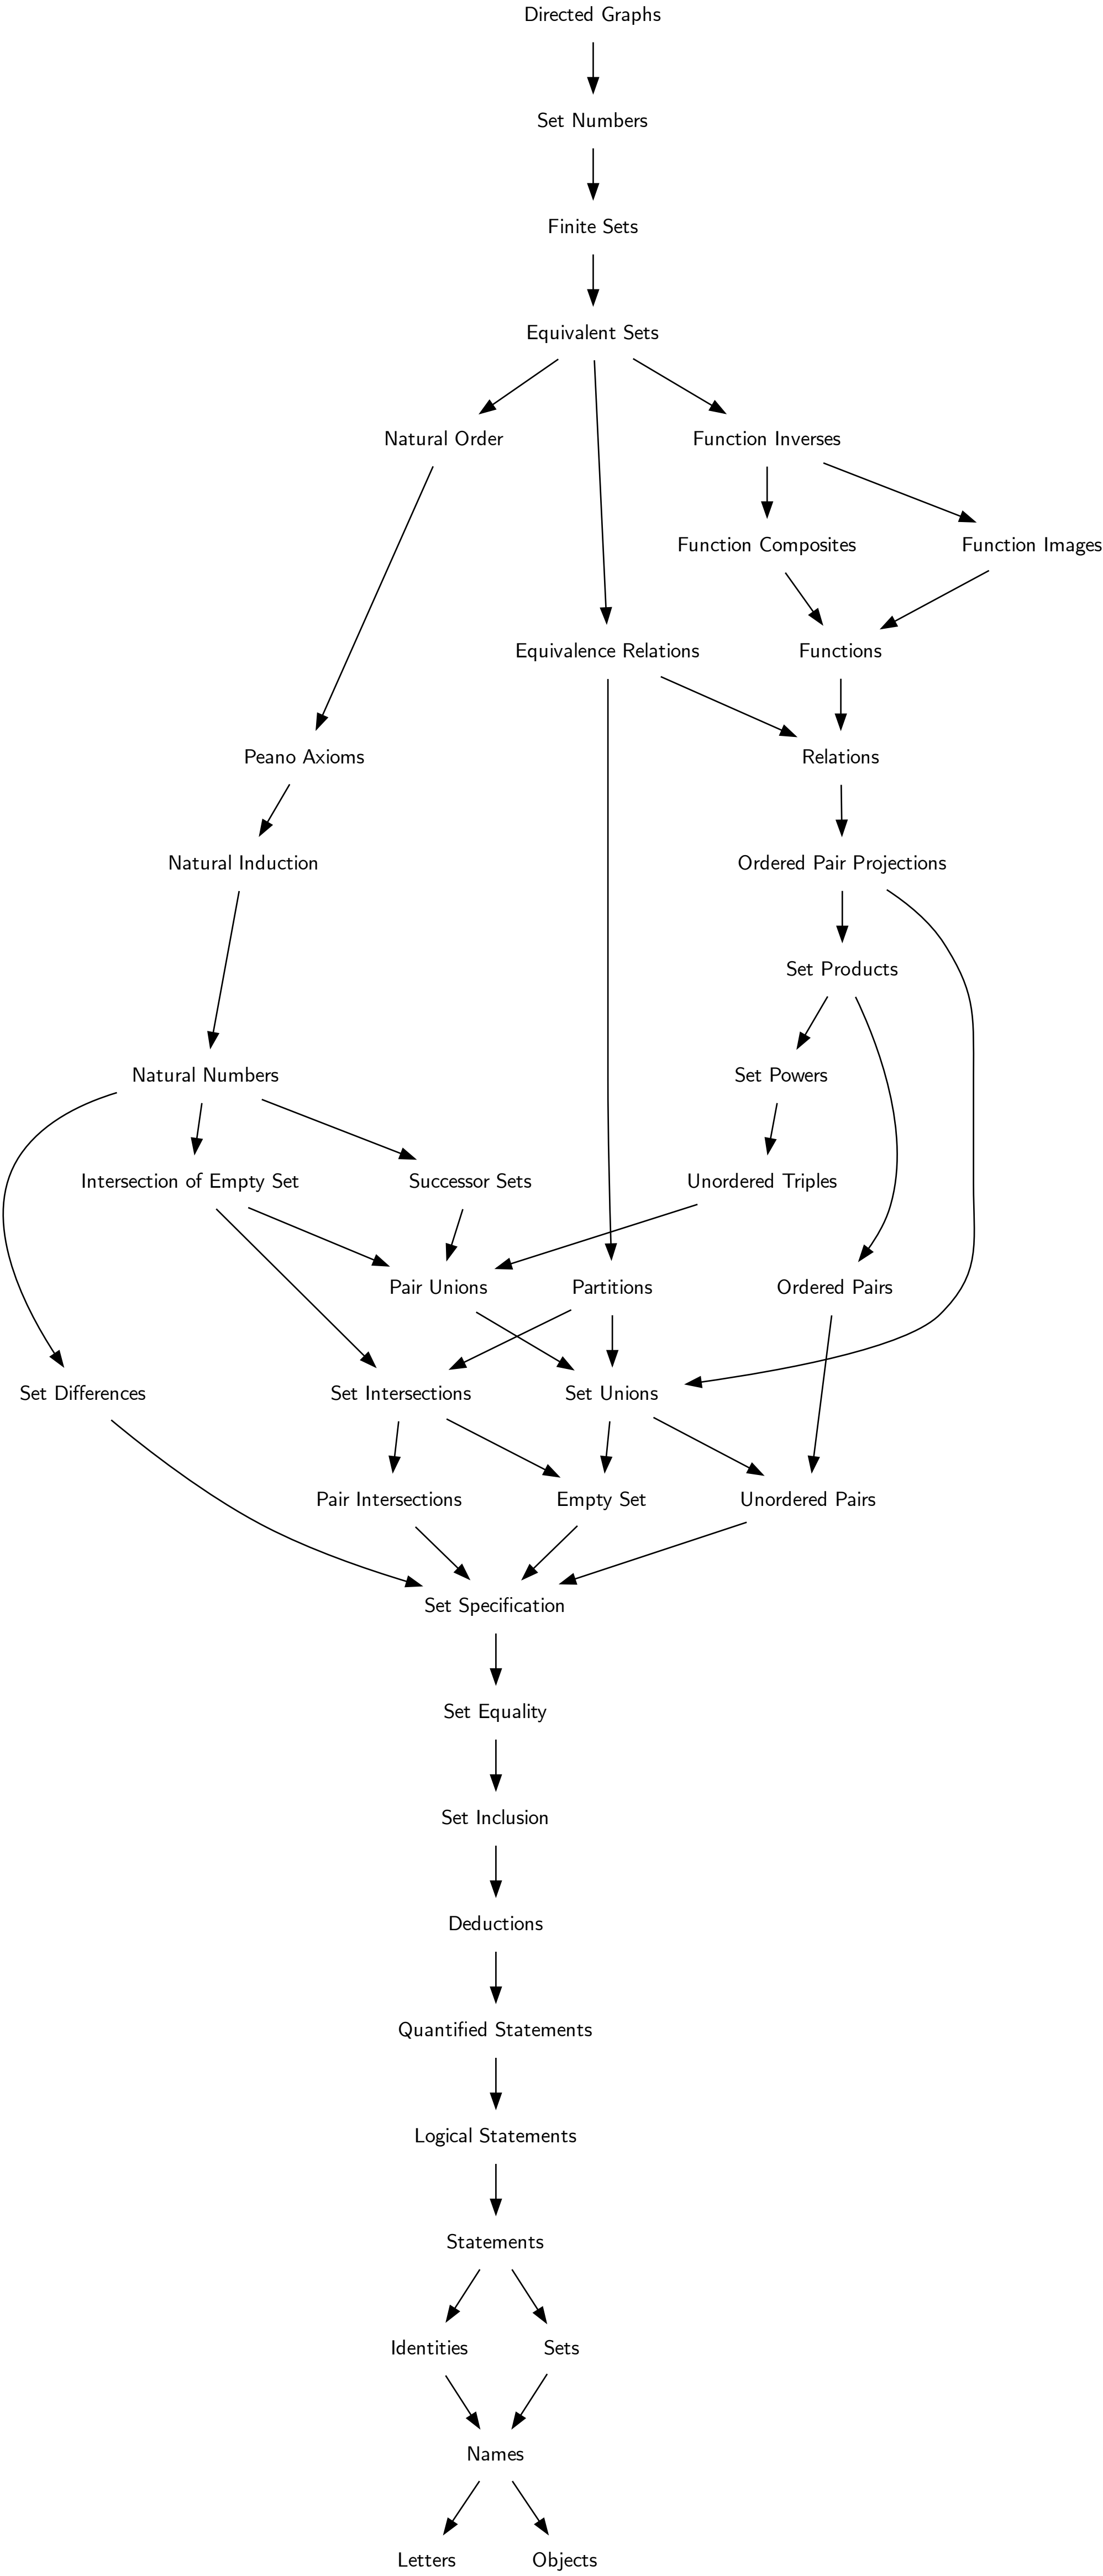 Directed Graphs
Set Numbers
Finite Sets
Equivalent Sets
Natural Order
Function Inverses
Function Composites
Function Images
Equivalence Relations
Functions
Peano Axioms
Relations
Natural Induction
Ordered Pair Projections
Set Products
Natural Numbers
Set Powers
Intersection of Empty Set
Successor Sets
Unordered Triples
Pair Unions
Partitions
Ordered Pairs
Set Differences
Set Intersections
Set Unions
Pair Intersections
Empty Set
Unordered Pairs
Set Specification
Set Equality
Set Inclusion
Deductions
Quantified Statements
Logical Statements
Statements
Identities
Sets
Names
Letters
Objects